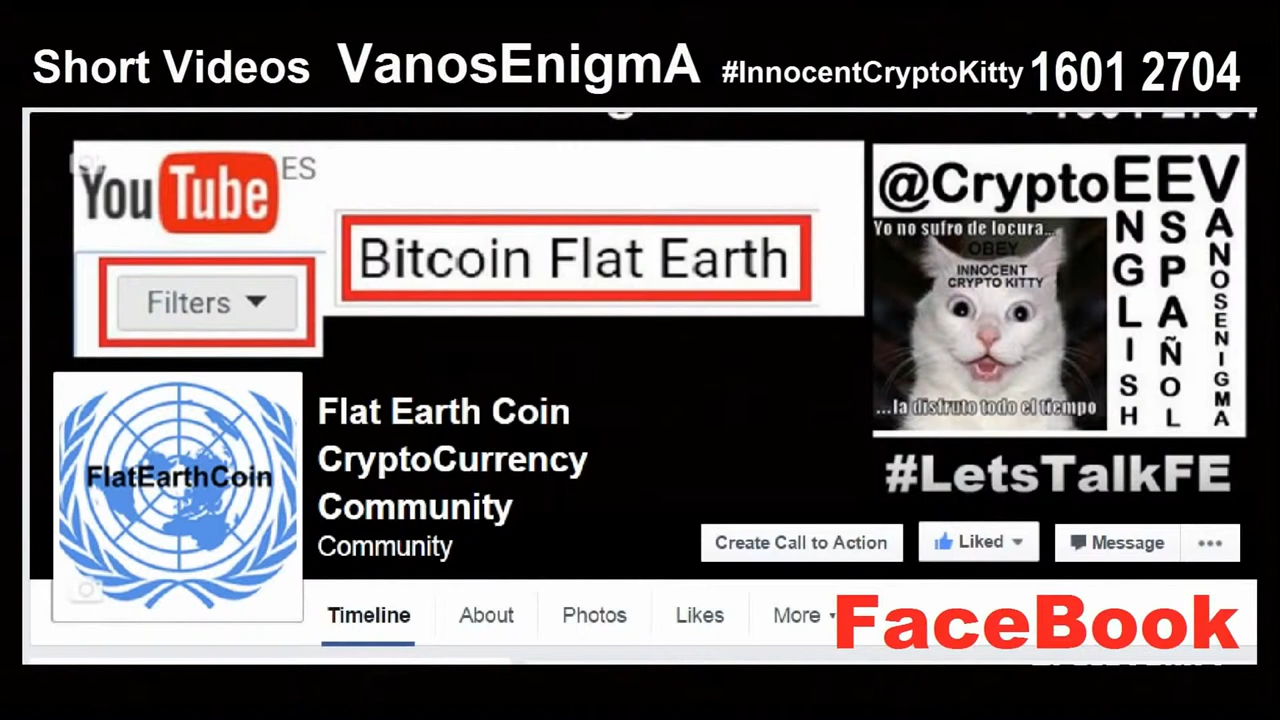 Short Videos VanosEnigmA #InnocentCryptoKitty 1601 2704
YouTube ES
Bitcoin Flat Earth
Filters
@CryptoEEV
ENGLISH
ESPAÑOL
VANOSENIGMA
Yo no sufro de locura...
OBEY
INNOCENT
CRYPTO KITTY
...la disfruto todo el tiempo
#LetsTalkFE
FlatEarthCoin
Flat Earth Coin
CryptoCurrency
Community
Community
Create Call to Action Liked Message
Timeline About Photos Likes More
FaceBook